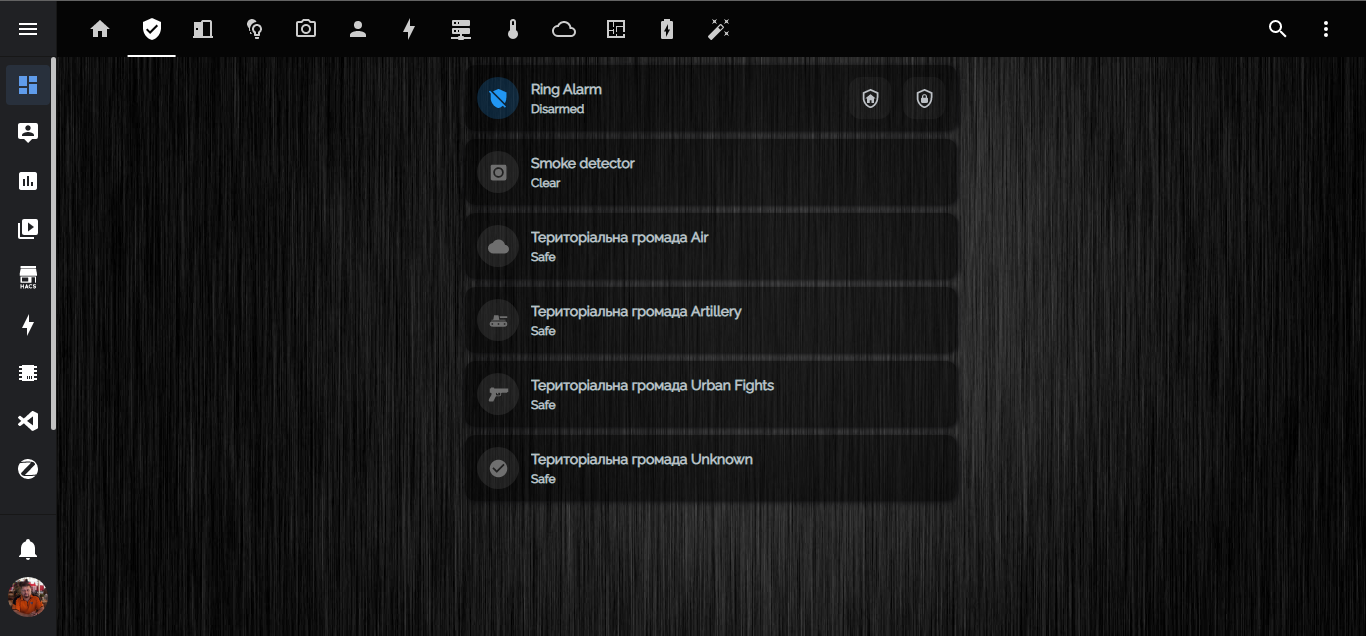 HACS
Ring Alarm
Disarmed
Smoke detector
Clear
Територіальна громада Air
Safe
Територіальна громада Artillery
Safe
Територіальна громада Urban Fights
Safe
Територіальна громада Unknown
Safe